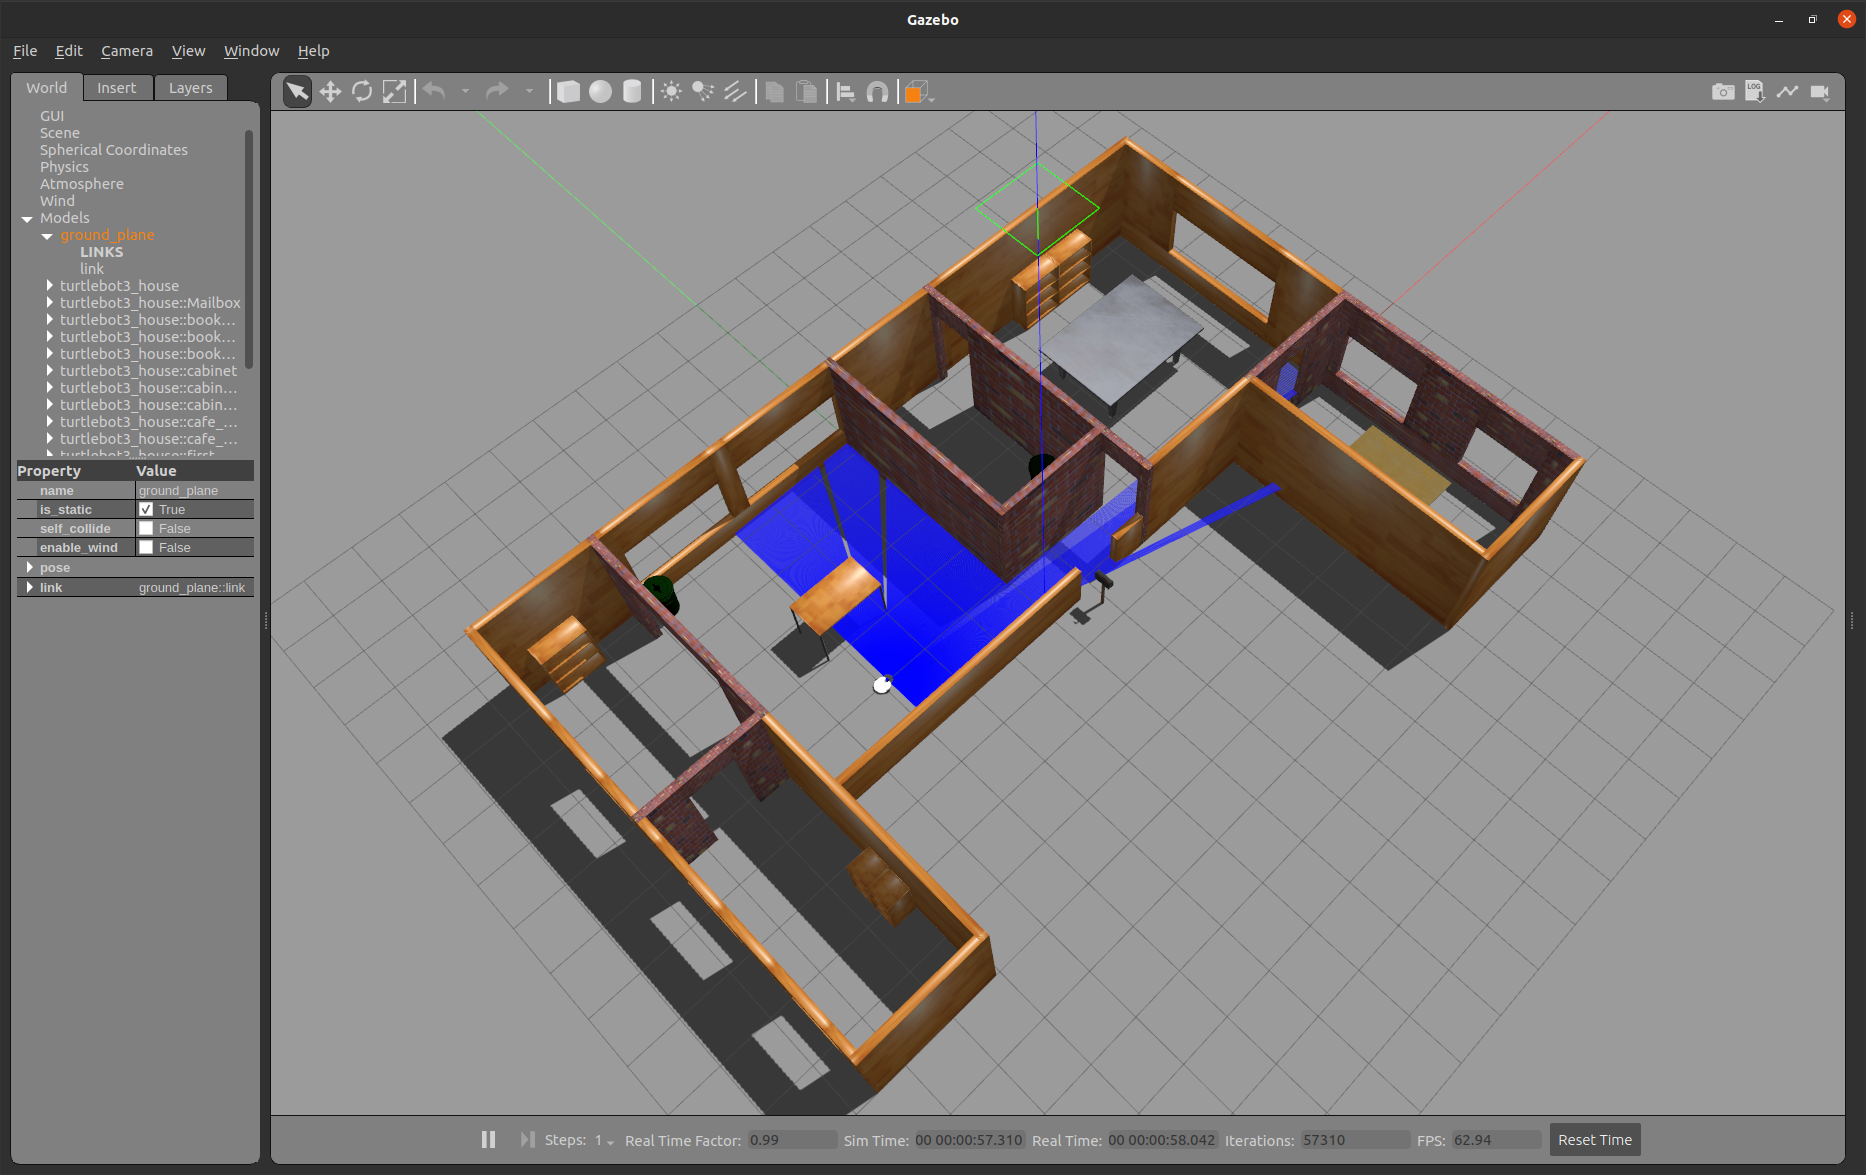 Gazebo
File Edit Camera View Window Help
World Insert Layers
LOG
GUI
Scene
Spherical Coordinates
Physics
Atmosphere
Wind
Models
ground_plane
LINKS
link
turtlebot3_house
turtlebot3_house::Mailbox
turtlebot3_house::book...
turtlebot3_house::book...
turtlebot3_house::book...
turtlebot3_house::cabinet
turtlebot3_house::cabin...
turtlebot3_house::cabin...
turtlebot3_house::cafe_...
turtlebot3_house::cafe_...
turtlebot3_house::first
Property Value
name ground_plane
is_static True
self_collide False
enable_wind False
pose
link ground_plane::link
Steps: 1 Real Time Factor: 0.99 Sim Time: 00 00:00:57.310 Real Time: 00 00:00:58.042 Iterations: 57310 FPS: 62.94 Reset Time